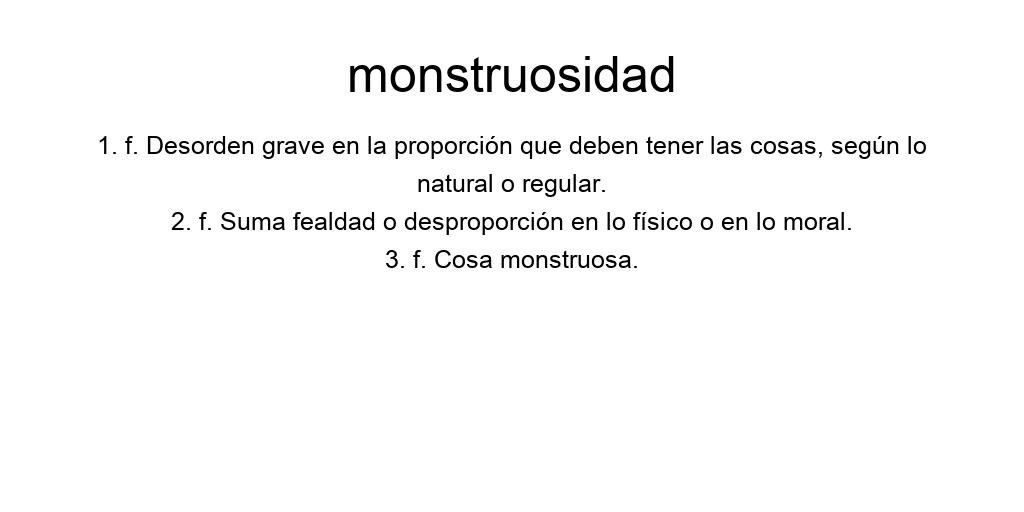 monstruosidad
1. f. Desorden grave en la proporción que deben tener las cosas, según lo
natural o regular.
2. f. Suma fealdad o desproporción en lo físico o en lo moral.
3. f. Cosa monstruosa.